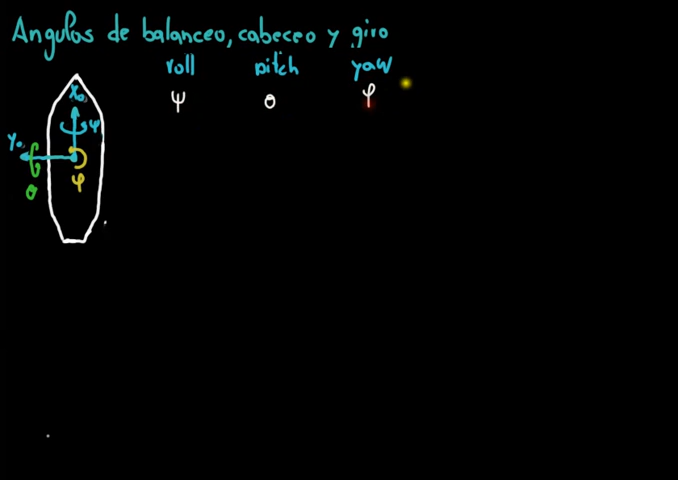 Angulos de balanceo, cabeceo y giro
roll pitch yaw
ψ θ φ
X₀
ψ
Y₀
φ
θ